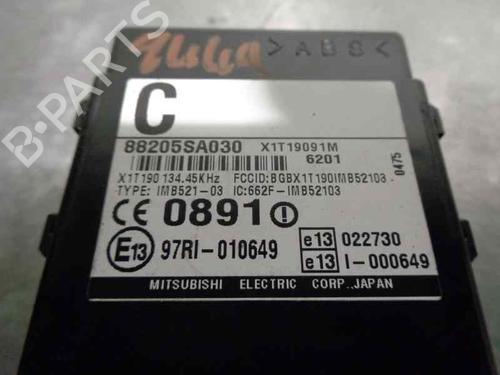 >ABS<
C
88205SA030 X1T19091M
6201
X1T190 134.45KHz FCCID:BGBX1T190IMB52103
0475
TYPE: IMB521-03 IC:662F-IMB52103
CE 0891
E13 97RI-010649
e13 022730
e13 I-000649
MITSUBISHI ELECTRIC CORP.,JAPAN
B-PARTS